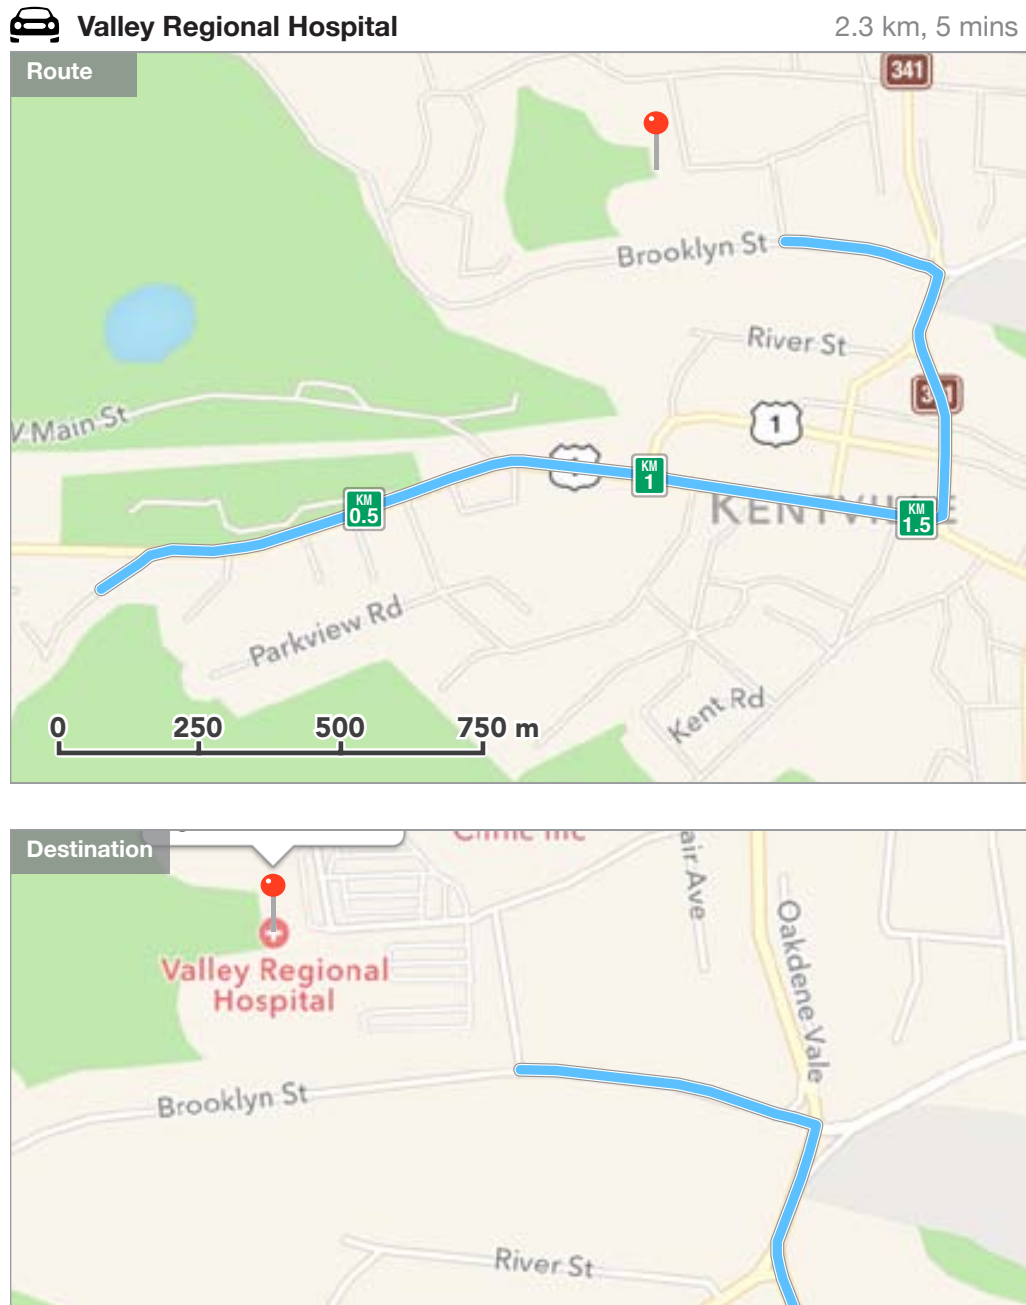 Valley Regional Hospital
2.3 km, 5 mins
Route
341
Brooklyn St
River St
1
Main St
KM
1
KM
0.5
KM
1.5
Parkview Rd
Kent Rd
0 250 500 750 m
Destination
Oakdene Vale
Valley Regional
Hospital
Brooklyn St
River St